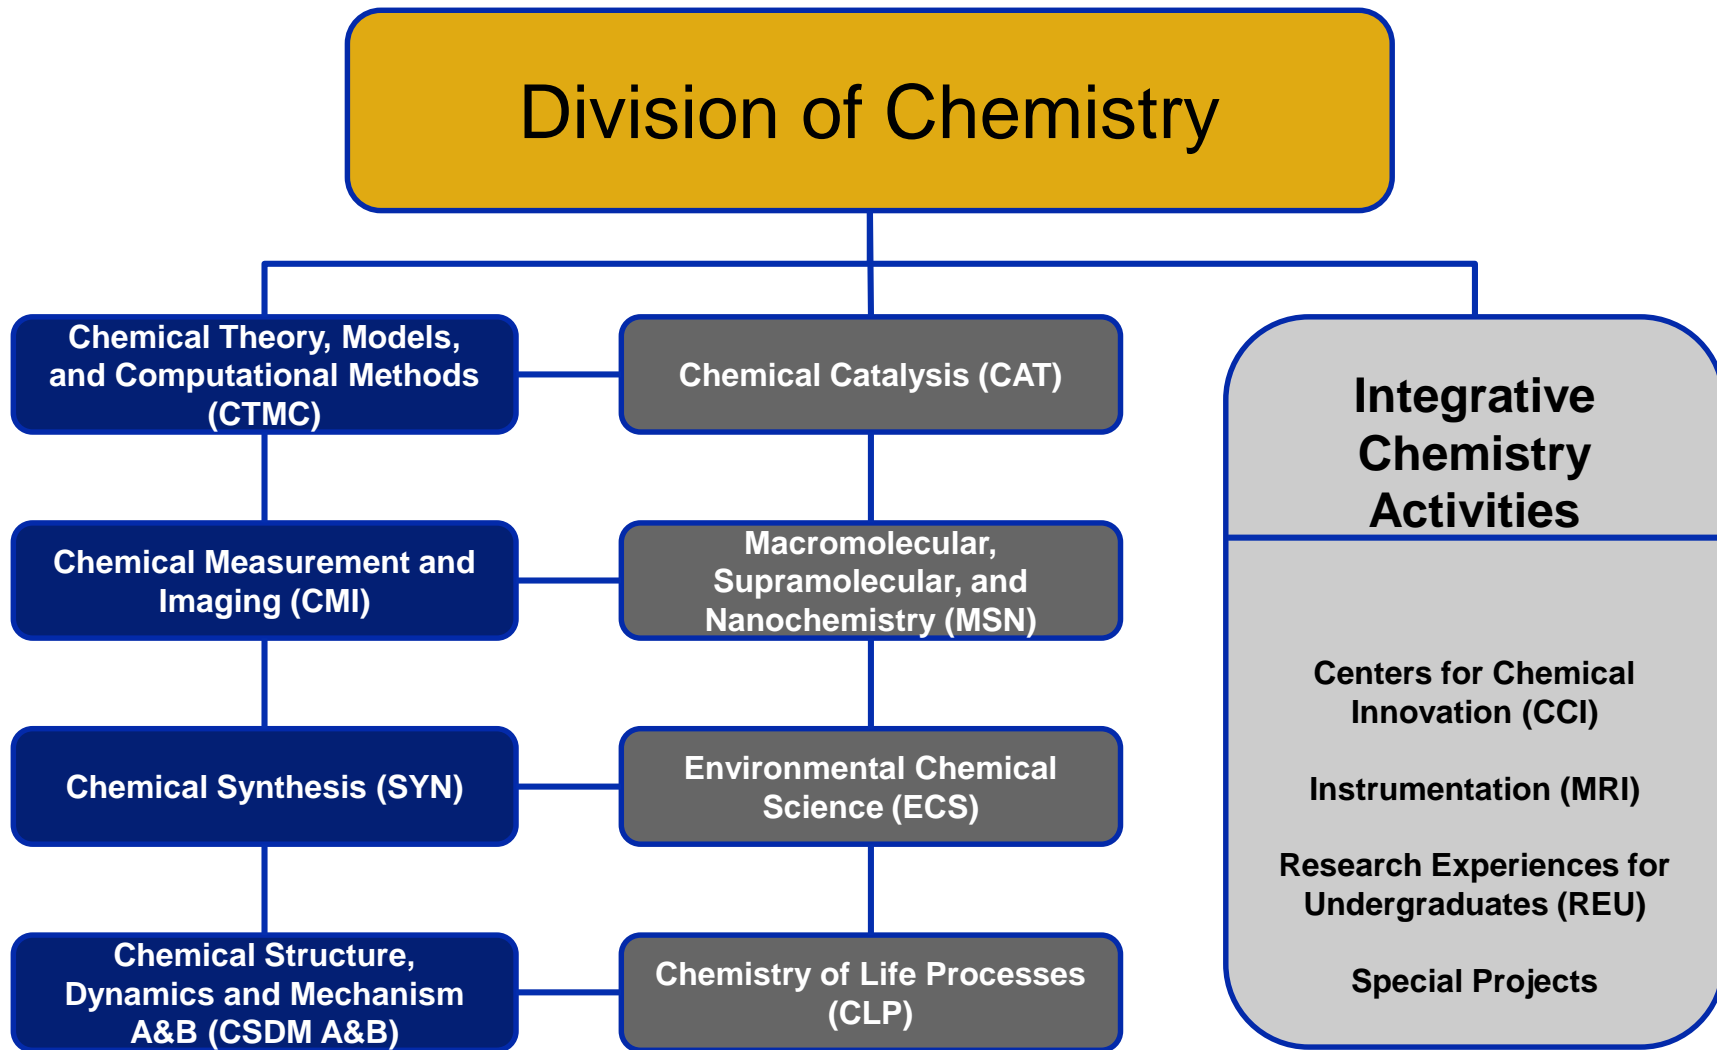 Division of Chemistry
Chemical Theory, Models,
and Computational Methods
(CTMC)
Chemical Catalysis (CAT)
Chemical Measurement and
Imaging (CMI)
Macromolecular,
Supramolecular, and
Nanochemistry (MSN)
Chemical Synthesis (SYN)
Environmental Chemical
Science (ECS)
Chemical Structure,
Dynamics and Mechanism
A&B (CSDM A&B)
Chemistry of Life Processes
(CLP)
Integrative
Chemistry
Activities
Centers for Chemical
Innovation (CCI)
Instrumentation (MRI)
Research Experiences for
Undergraduates (REU)
Special Projects